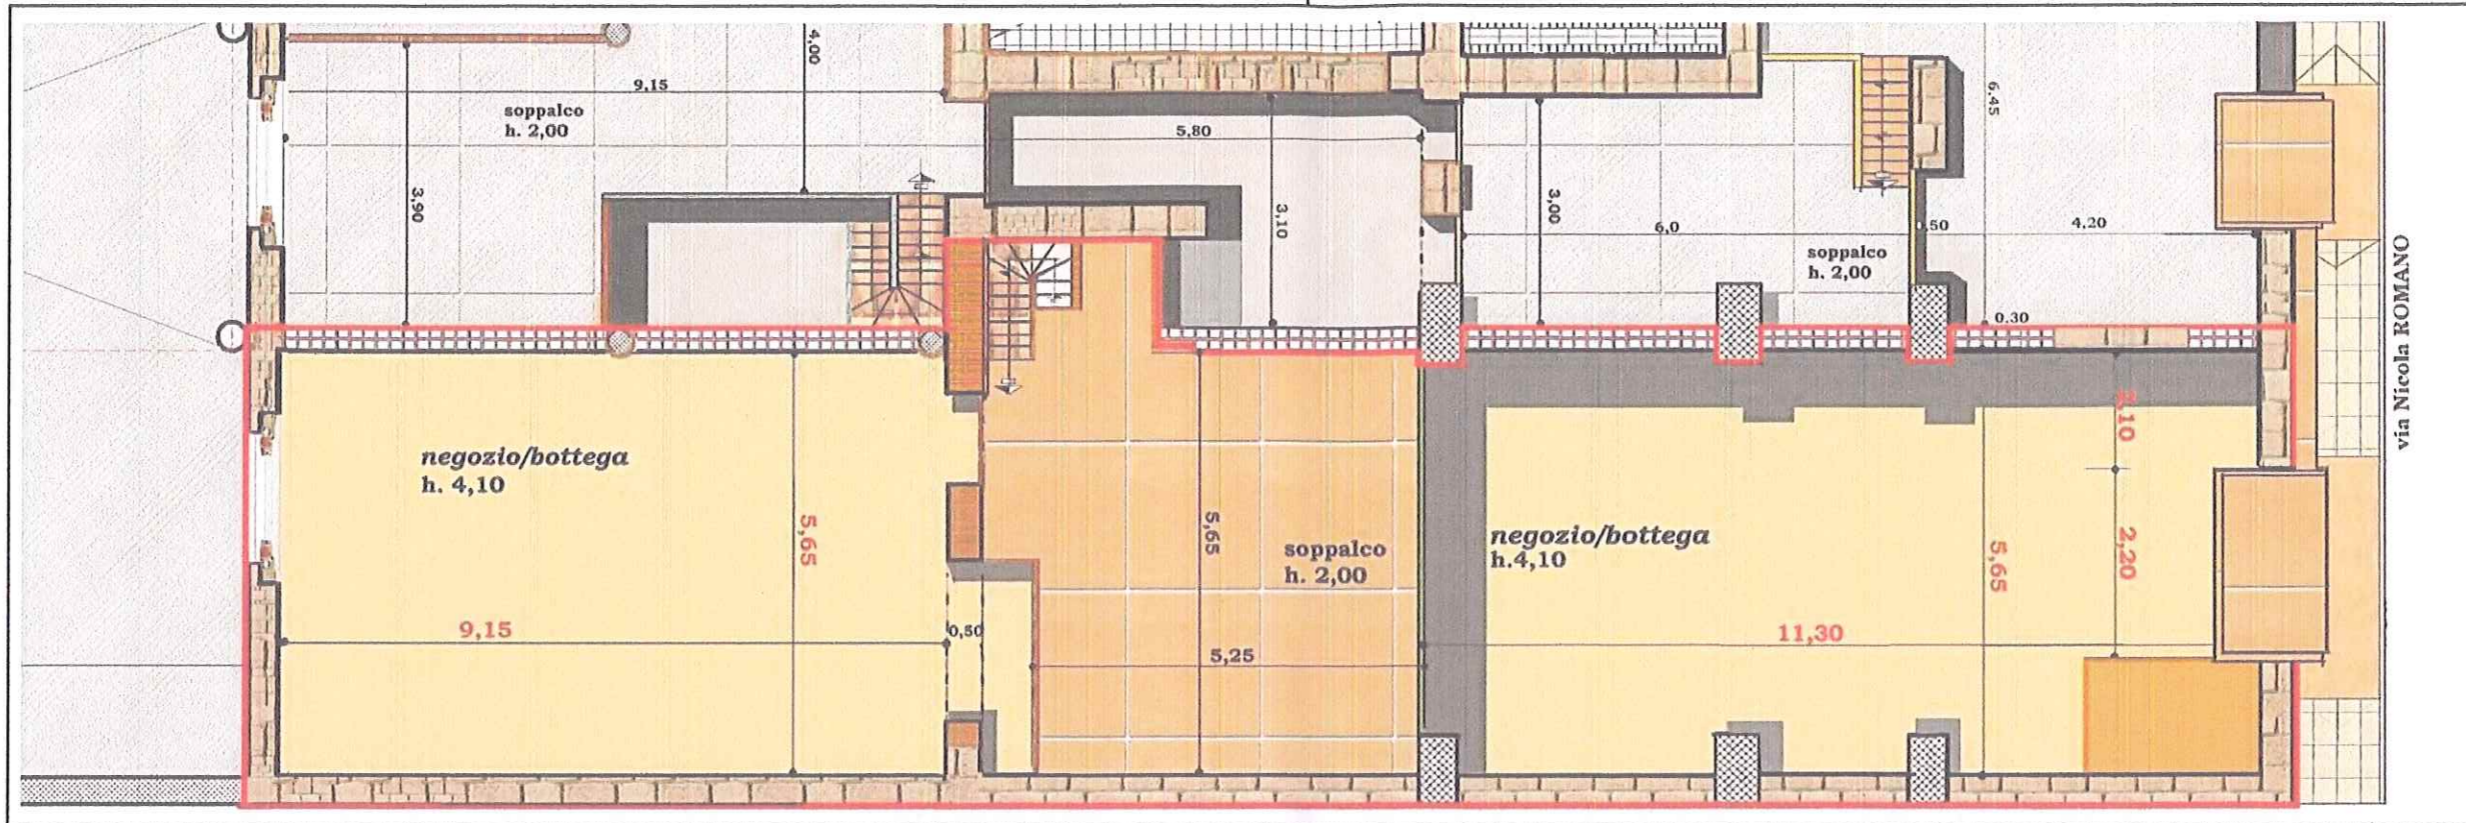 4,00
9,15
soppalco
h. 2,00
3,90
5,80
3,10
3,00
6,0
soppalco
h. 2,00
,50
4,20
6.45
0.30
via Nicola ROMANO
negozio/bottega
h. 4,10
5,65
9,15
0,50
5,65
soppalco
h. 2,00
5,25
negozio/bottega
h.4,10
11,30
5,65
2,20